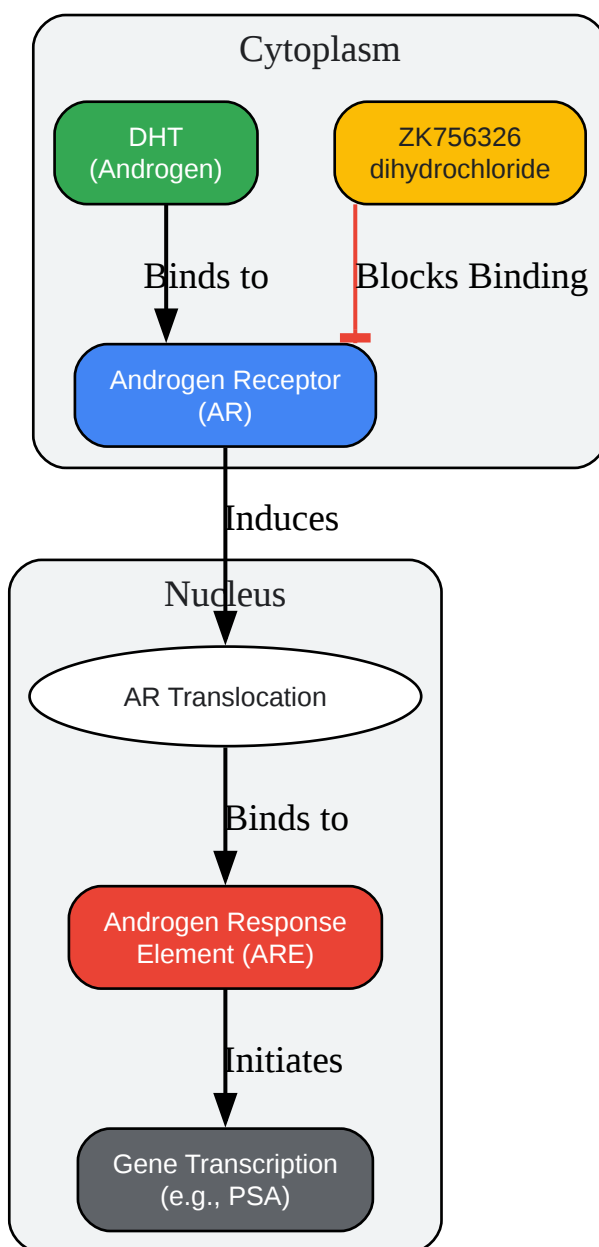 Cytoplasm
DHT
(Androgen)
ZK756326
dihydrochloride
Binds to
Blocks Binding
Androgen Receptor
(AR)
Induces
Nucleus
AR Translocation
Binds to
Androgen Response
Element (ARE)
Initiates
Gene Transcription
(e.g., PSA)